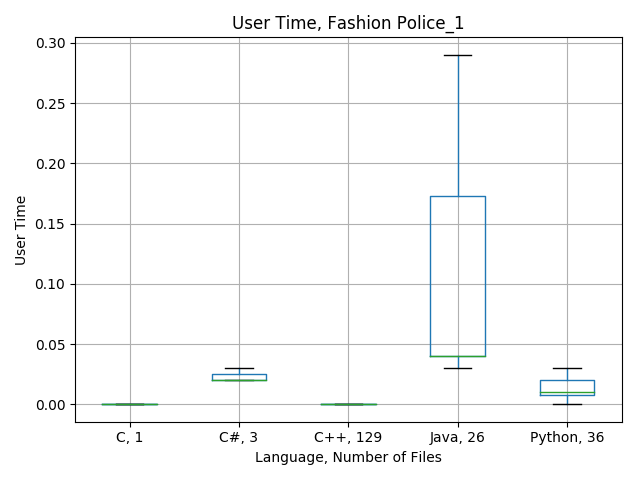 User Time, Fashion Police_1
0.30
0.25
0.20
0.15
0.10
0.05
0.00
User Time
C, 1
C#, 3
C++, 129
Java, 26
Python, 36
Language, Number of Files